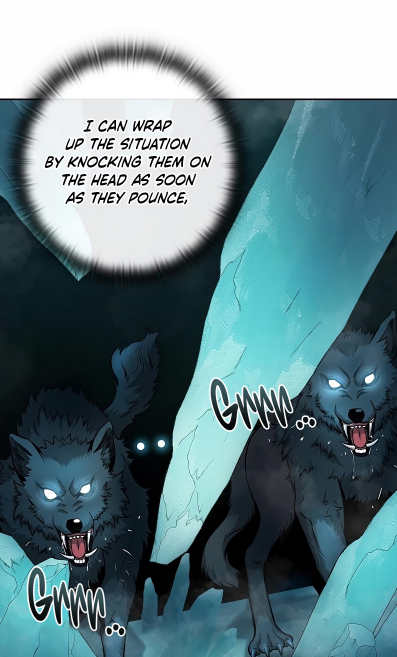 I CAN WRAP
UP THE SITUATION
BY KNOCKING THEM ON
THE HEAD AS SOON
AS THEY POUNCE,
Grrr...
Grrr...